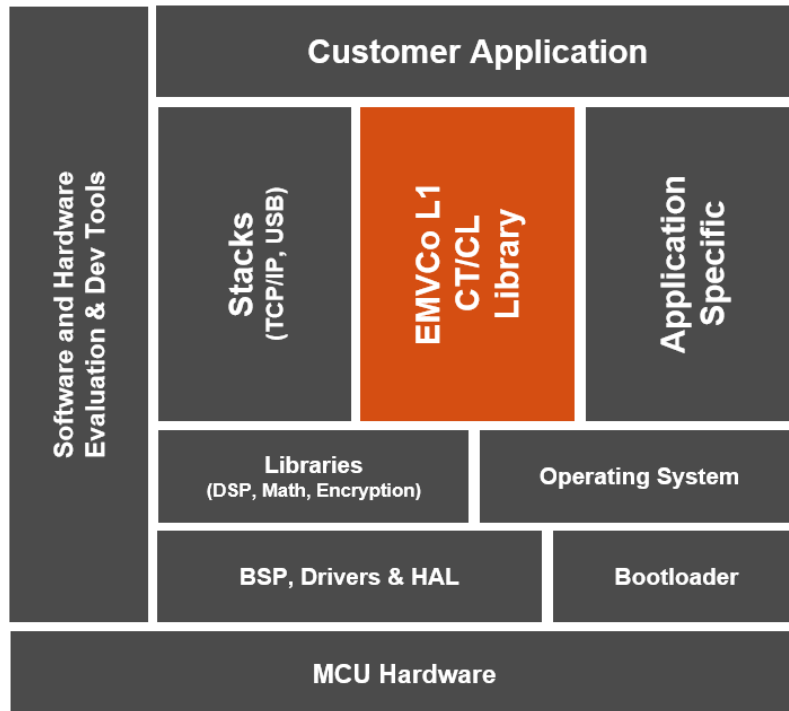 Customer Application
Software and Hardware
Evaluation & Dev Tools
Stacks
(TCP/IP, USB)
EMVCo L1
CT/CL
Library
Application
Specific
Libraries
(DSP, Math, Encryption)
Operating System
BSP, Drivers & HAL
Bootloader
MCU Hardware